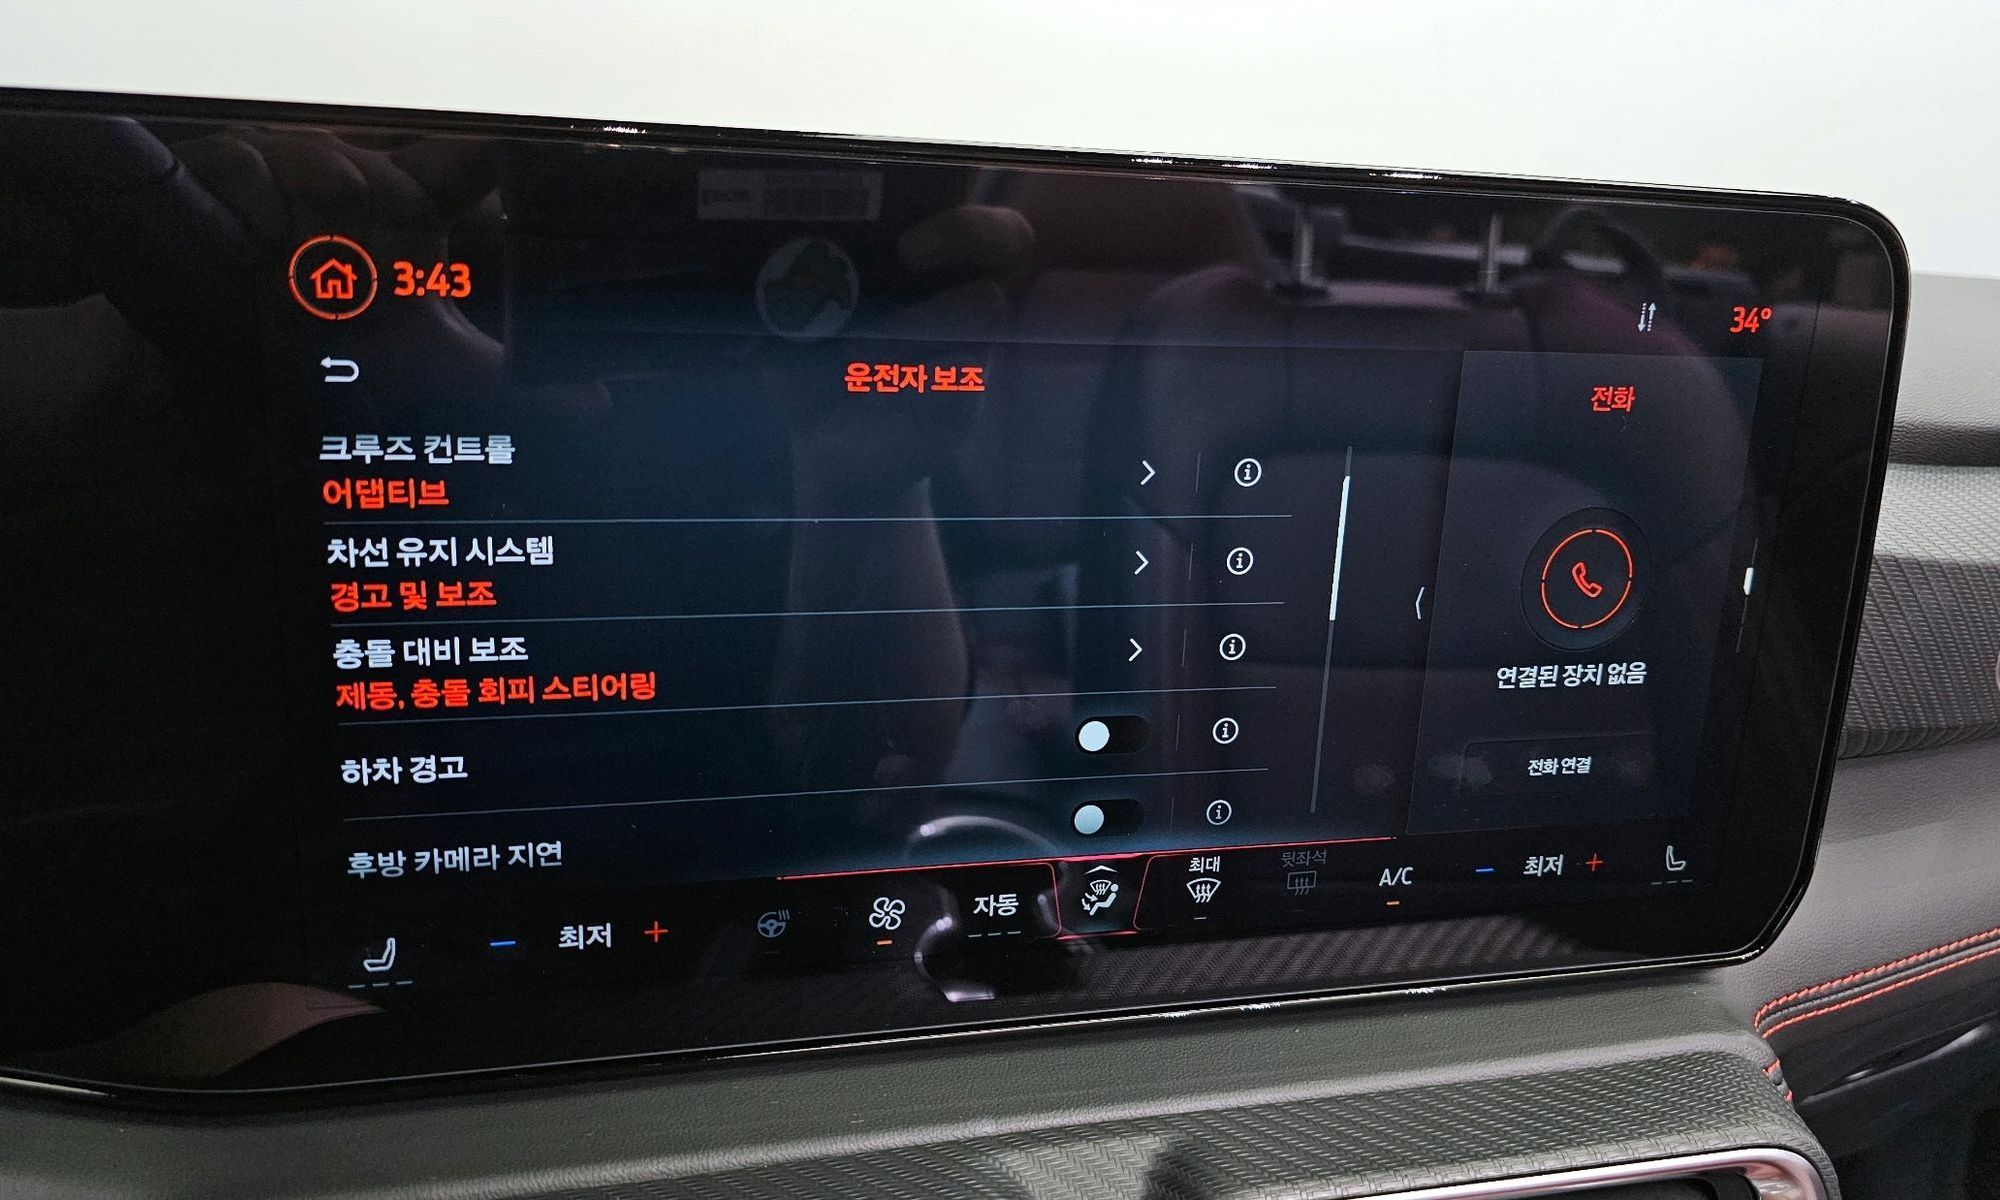 3:43
34°
운전자 보조
전화
크루즈 컨트롤
어댑티브
차선 유지 시스템
경고 및 보조
충돌 대비 보조
제동, 충돌 회피 스티어링
하차 경고
후방 카메라 지연
연결된 장치 없음
전화 연결
최저
자동
최대
뒷좌석
A/C
최저